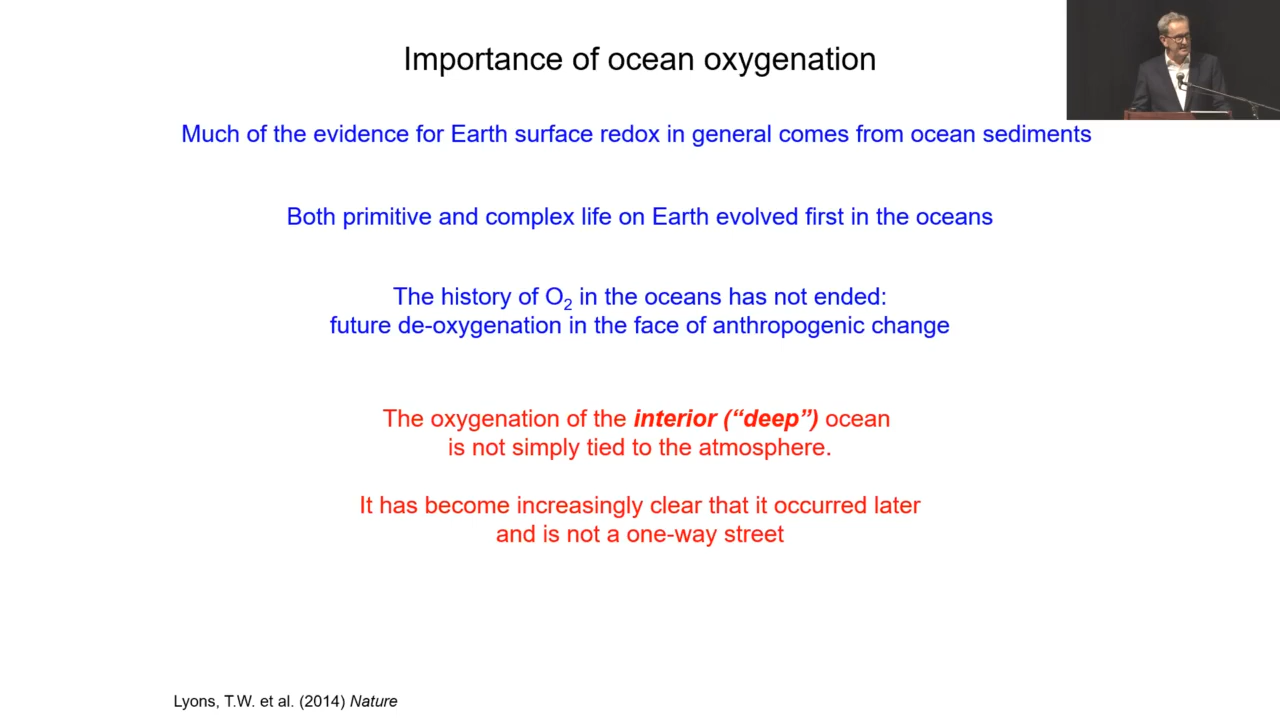 Importance of ocean oxygenation
Much of the evidence for Earth surface redox in general comes from ocean sediments
Both primitive and complex life on Earth evolved first in the oceans
The history of O₂ in the oceans has not ended:
future de-oxygenation in the face of anthropogenic change
The oxygenation of the interior (“deep”) ocean
is not simply tied to the atmosphere.
It has become increasingly clear that it occurred later
and is not a one-way street
Lyons, T.W. et al. (2014) Nature